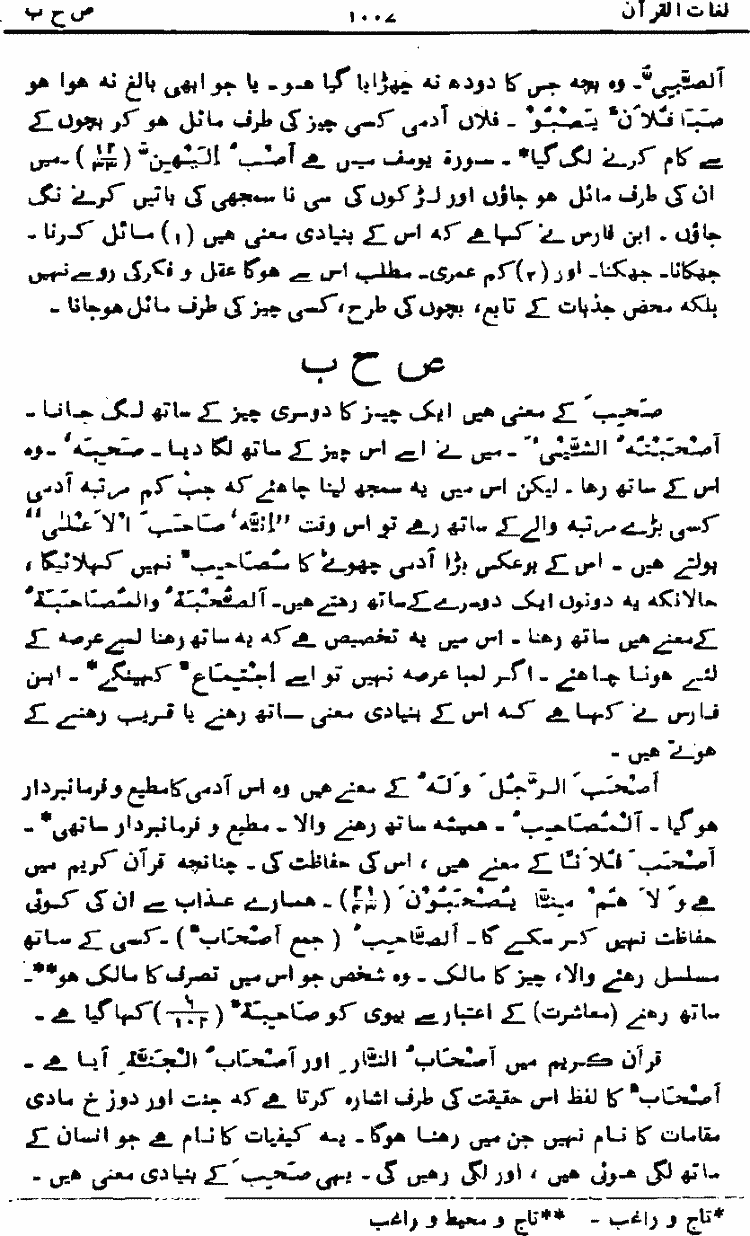 لغات القرآن ۱۰۰۷ ص ح ب
اَلصَّبِیُّ۔ وہ بچہ جس کا دودھ نہ چھڑایا گیا ہو۔ یا جو ابھی بالغ نہ ہوا ہو
صَبَا فُلاَنٌ یَصْبُوْ ۔ فلاں آدمی کسی چیز کی طرف مائل ہو کر بچوں کے
سے کام کرنے لگ گیا*۔ سورۃ یوسف میں ہے اَصْبُ اِلَیْھِنَّ (۱۲/۳۳)۔میں
ان کی طرف مائل ہو جاؤں اور لڑکوں کی سی نا سمجھی کی باتیں کرنے لگ
جاؤں ۔ ابن فارس نے کہا ہے کہ اس کے بنیادی معنی ہیں (۱) مائل کرنا ۔
جھکانا۔ جھکنا۔ اور (۲) کم عمری۔ مطلب اس سے ہوگا عقل و فکر کی رو سے نہیں
بلکہ محض جذبات کے تابع، بچوں کی طرح، کسی چیز کی طرف مائل ہوجانا ۔
ص ح ب
صَحِبَ کے معنی ہیں ایک چیز کا دوسری چیز کے ساتھ لگ جانا ۔
اَصْحَبْتُہُ الشَّیْئَ ۔ میں نے اسے اس چیز کے ساتھ لگا دیا ۔ صَحِبَہُ ۔وہ
اس کے ساتھ رہا ۔ لیکن اس میں یہ سمجھ لینا چاہئے کہ جب کم مرتبہ آدمی
کسی بڑے مرتبہ والے کے ساتھ رہے تو اس وقت ’’اِنَّہُ صَاحَبَ الاَعْلٰی‘‘
بولتے ہیں ۔ اس کے برعکس بڑا آدمی چھوٹے کا مُصَاحِبٌ نہیں کہلائیگا ،
حالانکہ یہ دونوں ایک دوسرے کے ساتھ رہتے ہیں۔ اَلصُّحْبَۃُ وَالْمُصَاحَبَۃُ
کے معنے ہیں ساتھ رہنا ۔ اس میں یہ تخصیص ہے کہ یہ ساتھ رہنا لمبے عرصہ کے
لئے ہونا چاہئے ۔ اگر لمبا عرصہ نہیں تو اسے اِجْتِمَاعٌ کہینگے* ۔ ابن
فارس نے کہا ہے کہ اس کے بنیادی معنی ساتھ رہنے یا قریب رہنے کے
ہوتے ہیں ۔
اَصْحَبَ الرَّجُلُ وَلَہُ کے معنے ہیں وہ اس آدمی کا مطیع و فرمانبردار
ہو گیا ۔ اَلْمُصَاحِبُ ۔ ہمیشہ ساتھ رہنے والا ۔ مطیع و فرمانبردار ساتھی* ۔
اَصْحَبَ فُلاَنًا کے معنے ہیں ، اس کی حفاظت کی ۔ چنانچہ قرآن کریم میں
ہے وَلاَ ھُمْ مِنَّا یُصْحَبُوْنَ (۲۱/۴۳)۔ ہمارے عذاب سے ان کی کوئی
حفاظت نہیں کر سکے گا۔ اَلصَّاحِبُ ( جمع اَصْحَابٌ )۔ کسی کے ساتھ
مسلسل رہنے والا، چیز کا مالک ۔ وہ شخص جو اس میں تصرف کا مالک ہو**۔
ساتھ رہنے (معاشرت) کے اعتبار سے بیوی کو صَاحِبَۃٌ (۶/۱۰۲) کہا گیا ہے ۔
قرآن کریم میں اَصْحَابُ النَّارِ اور اَصْحَابُ الْجَنَّۃِ آیا ہے ۔
اَصْحَابٌ کا لفظ اس حقیقت کی طرف اشارہ کرتا ہے کہ جنت اور دوزخ مادی
مقامات کا نام نہیں جن میں رہنا ہوگا۔ یہ کیفیات کا نام ہے جو انسان کے
ساتھ لگی ہوئی ہیں ، اور لگی رہیں گی ۔ یہی صَحِبَ کے بنیادی معنی ہیں ۔
*تاج و راغب ۔ **تاج و محیط و راغب